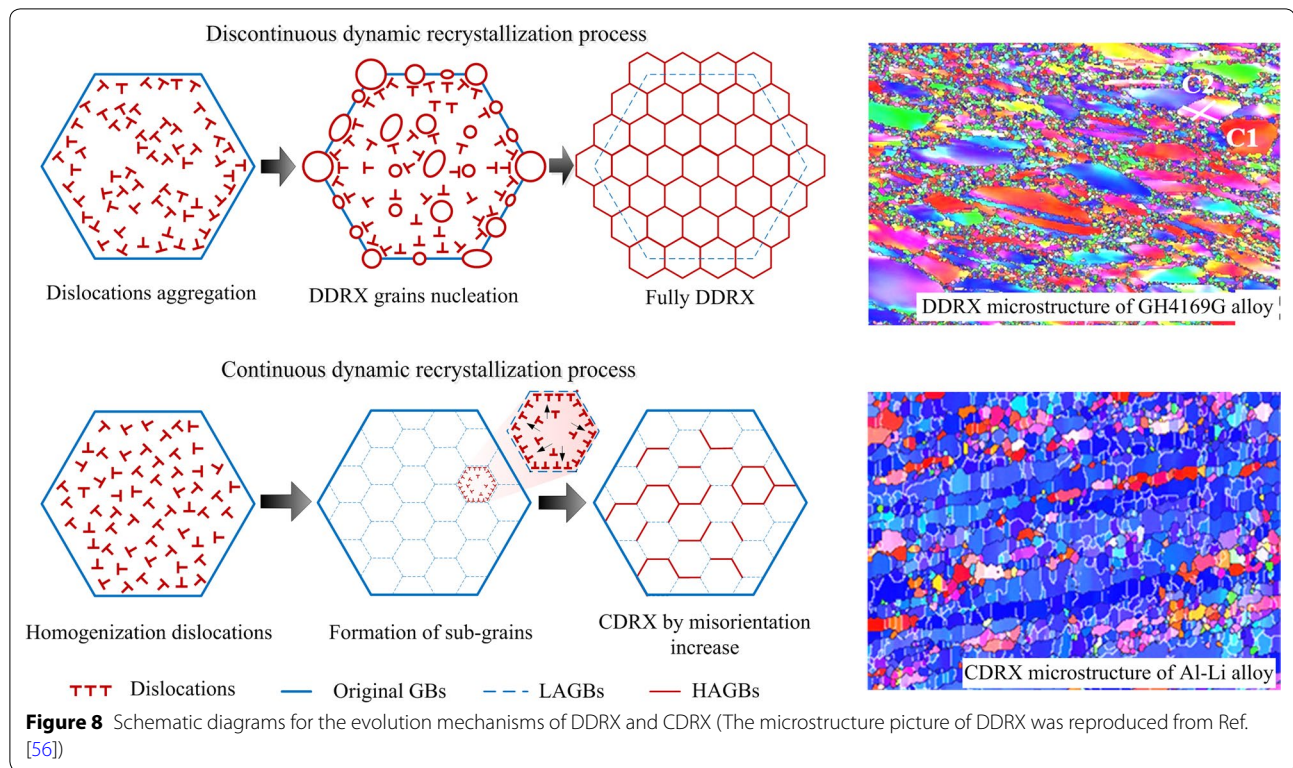 Discontinuous dynamic recrystallization process
Dislocations aggregation
DDRX grains nucleation
Fully DDRX
C2
C1
DDRX microstructure of GH4169G alloy
Continuous dynamic recrystallization process
Homogenization dislocations
Formation of sub-grains
CDRX by misorientation
increase
CDRX microstructure of Al-Li alloy
Dislocations
Original GBs
LAGBs
HAGBs
Figure 8 Schematic diagrams for the evolution mechanisms of DDRX and CDRX (The microstructure picture of DDRX was reproduced from Ref.
[56])